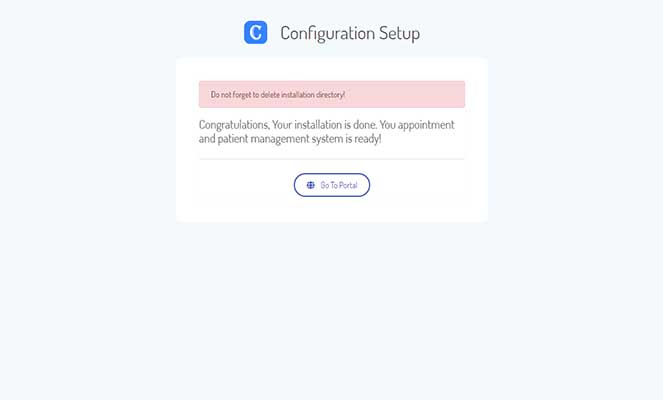 C Configuration Setup
Do not forget to delete installation directory!
Congratulations, Your installation is done. You appointment
and patient management system is ready!
Go To Portal